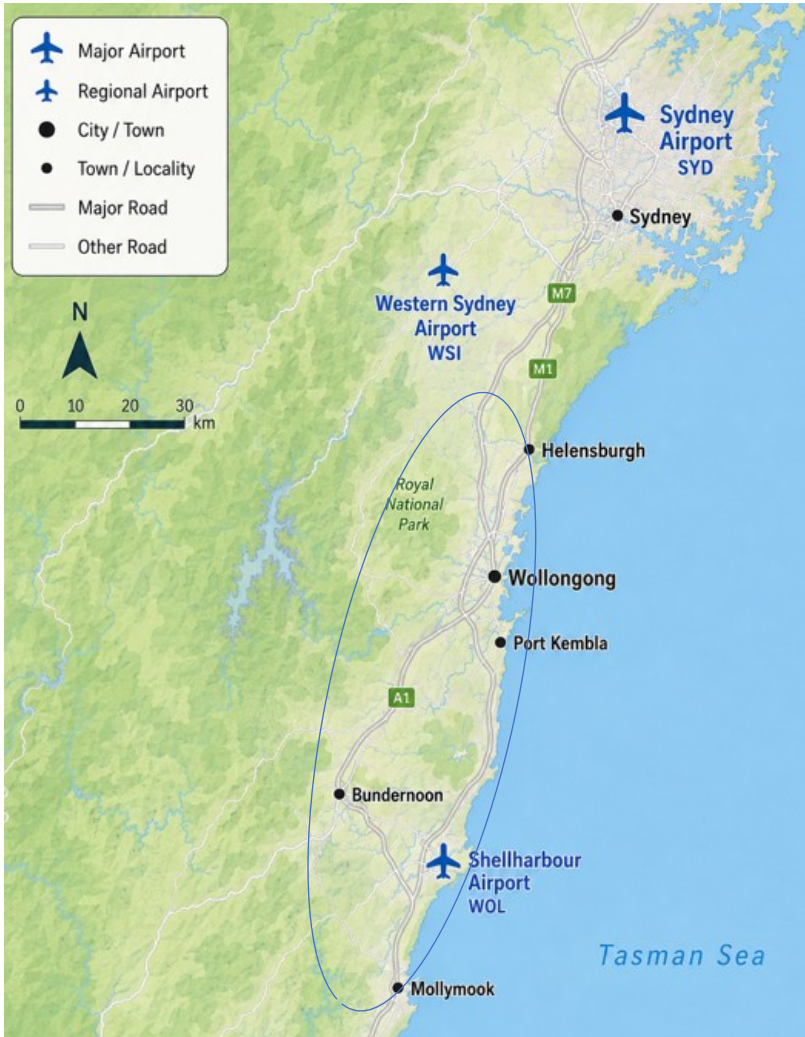 Major Airport
Regional Airport
City / Town
Town / Locality
Major Road
Other Road
N
0 10 20 30
km
Sydney
Airport
SYD
Sydney
Western Sydney
Airport
WSI
M7
M1
Helensburgh
Royal
National
Park
Wollongong
Port Kembla
A1
Bundernoon
Shellharbour
Airport
WOL
Tasman Sea
Mollymook